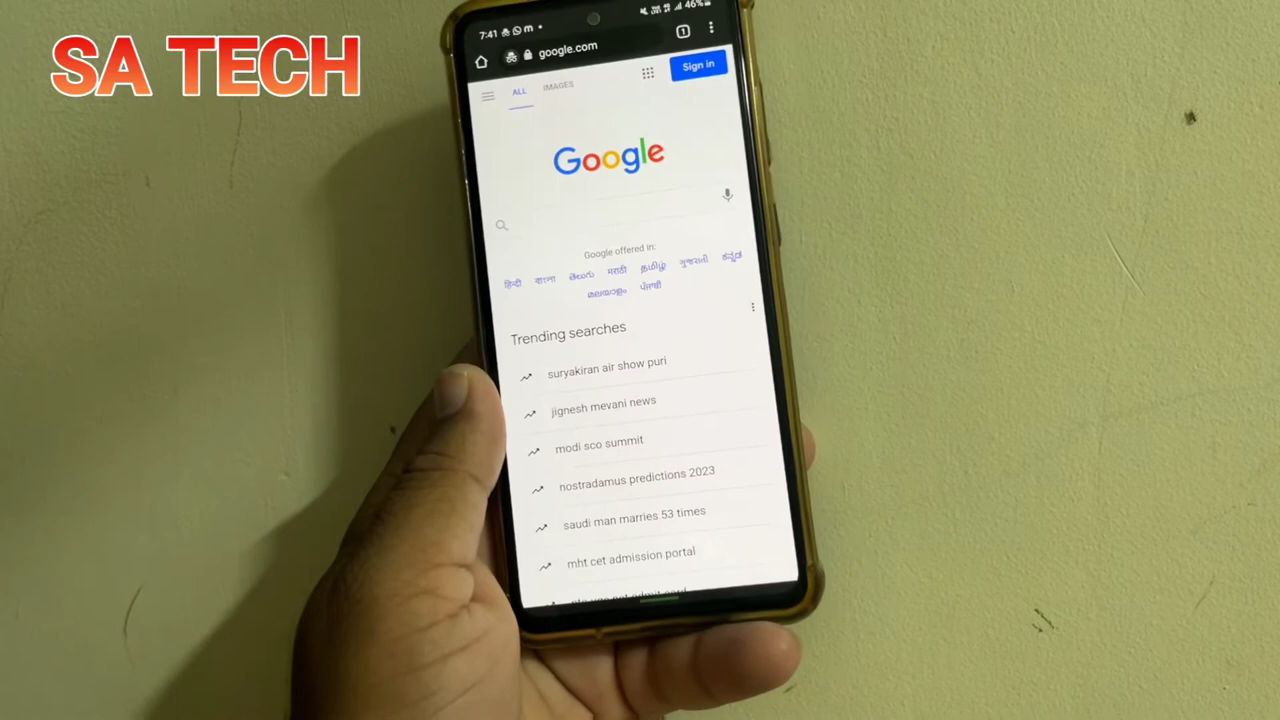 SA TECH
7:41 46%
1
google.com
Sign in
ALL IMAGES
Google
Google offered in:
हिन्दी বাংলা తెలుగు मराठी தமிழ் ગુજરાતી ಕನ್ನಡ
മലയാളം ਪੰਜਾਬੀ
Trending searches
suryakiran air show puri
jignesh mevani news
modi sco summit
nostradamus predictions 2023
saudi man marries 53 times
mht cet admission portal